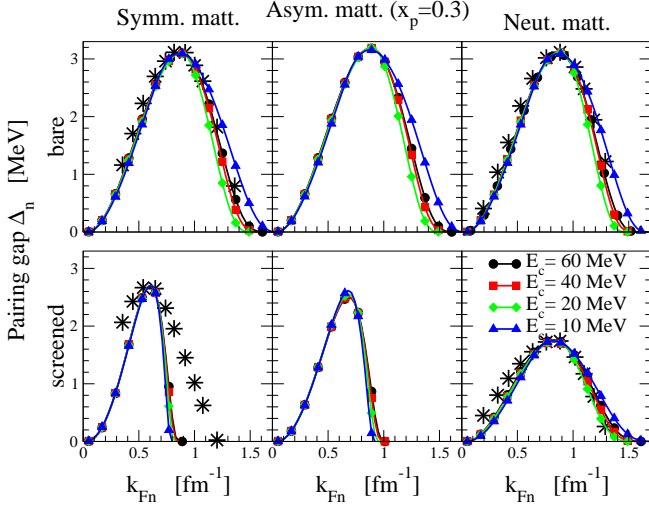 Symm. matt.
Asym. matt. (x_p=0.3)
Neut. matt.
Pairing gap Δ_n [MeV]
bare
3
2
1
0
screened
3
2
1
0
E_c= 60 MeV
E_c= 40 MeV
E_c= 20 MeV
E_c= 10 MeV
0 0.5 1 1.5
0 0.5 1 1.5
0 0.5 1 1.5
k_Fn [fm^-1]
k_Fn [fm^-1]
k_Fn [fm^-1]